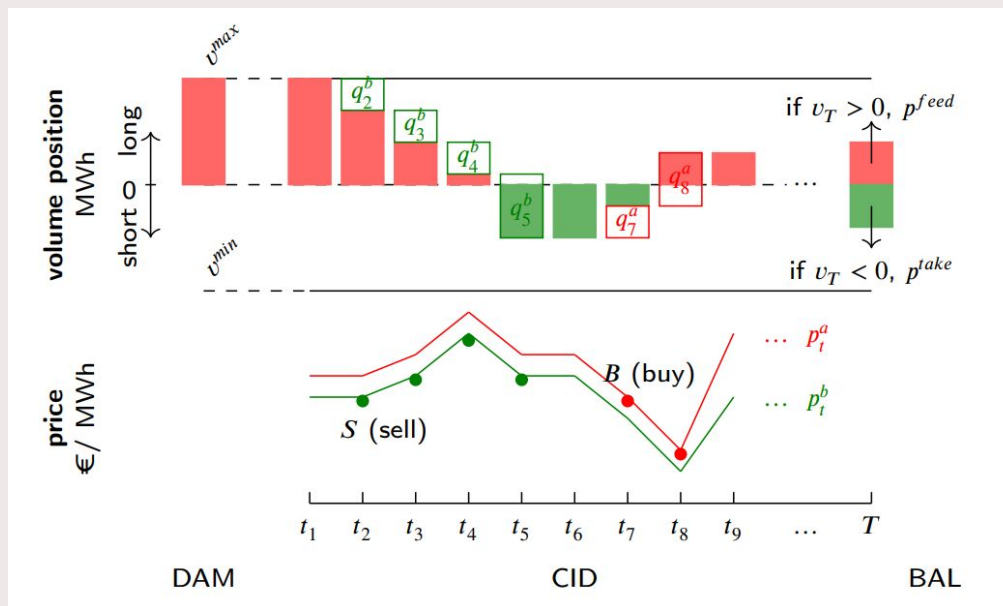 v^max
volume position
MWh
short 0 long
v^min
q_2^b
q_3^b
q_4^b
q_5^b
q_7^a
q_8^a
...
if v_T > 0, p^feed
if v_T < 0, p^take
price
€/ MWh
S (sell)
B (buy)
... p_t^a
... p_t^b
t_1 t_2 t_3 t_4 t_5 t_6 t_7 t_8 t_9 ... T
DAM CID BAL